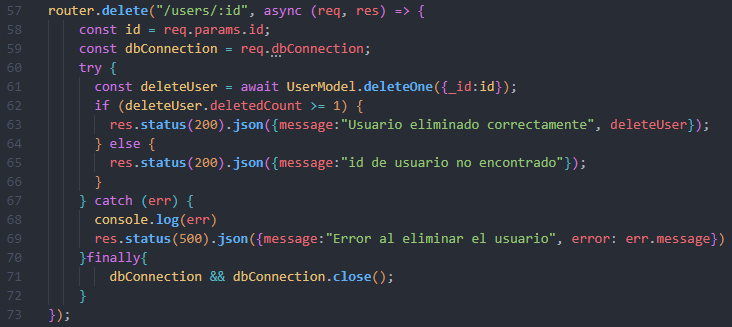 57 router.delete("/users/:id", async (req, res) => {
58 const id = req.params.id;
59 const dbConnection = req.dbConnection;
60 try {
61 const deleteUser = await UserModel.deleteOne({_id:id});
62 if (deleteUser.deletedCount >= 1) {
63 res.status(200).json({message:"Usuario eliminado correctamente", deleteUser});
64 } else {
65 res.status(200).json({message:"id de usuario no encontrado"});
66 }
67 } catch (err) {
68 console.log(err)
69 res.status(500).json({message:"Error al eliminar el usuario", error: err.message})
70 }finally{
71 dbConnection && dbConnection.close();
72 }
73 });